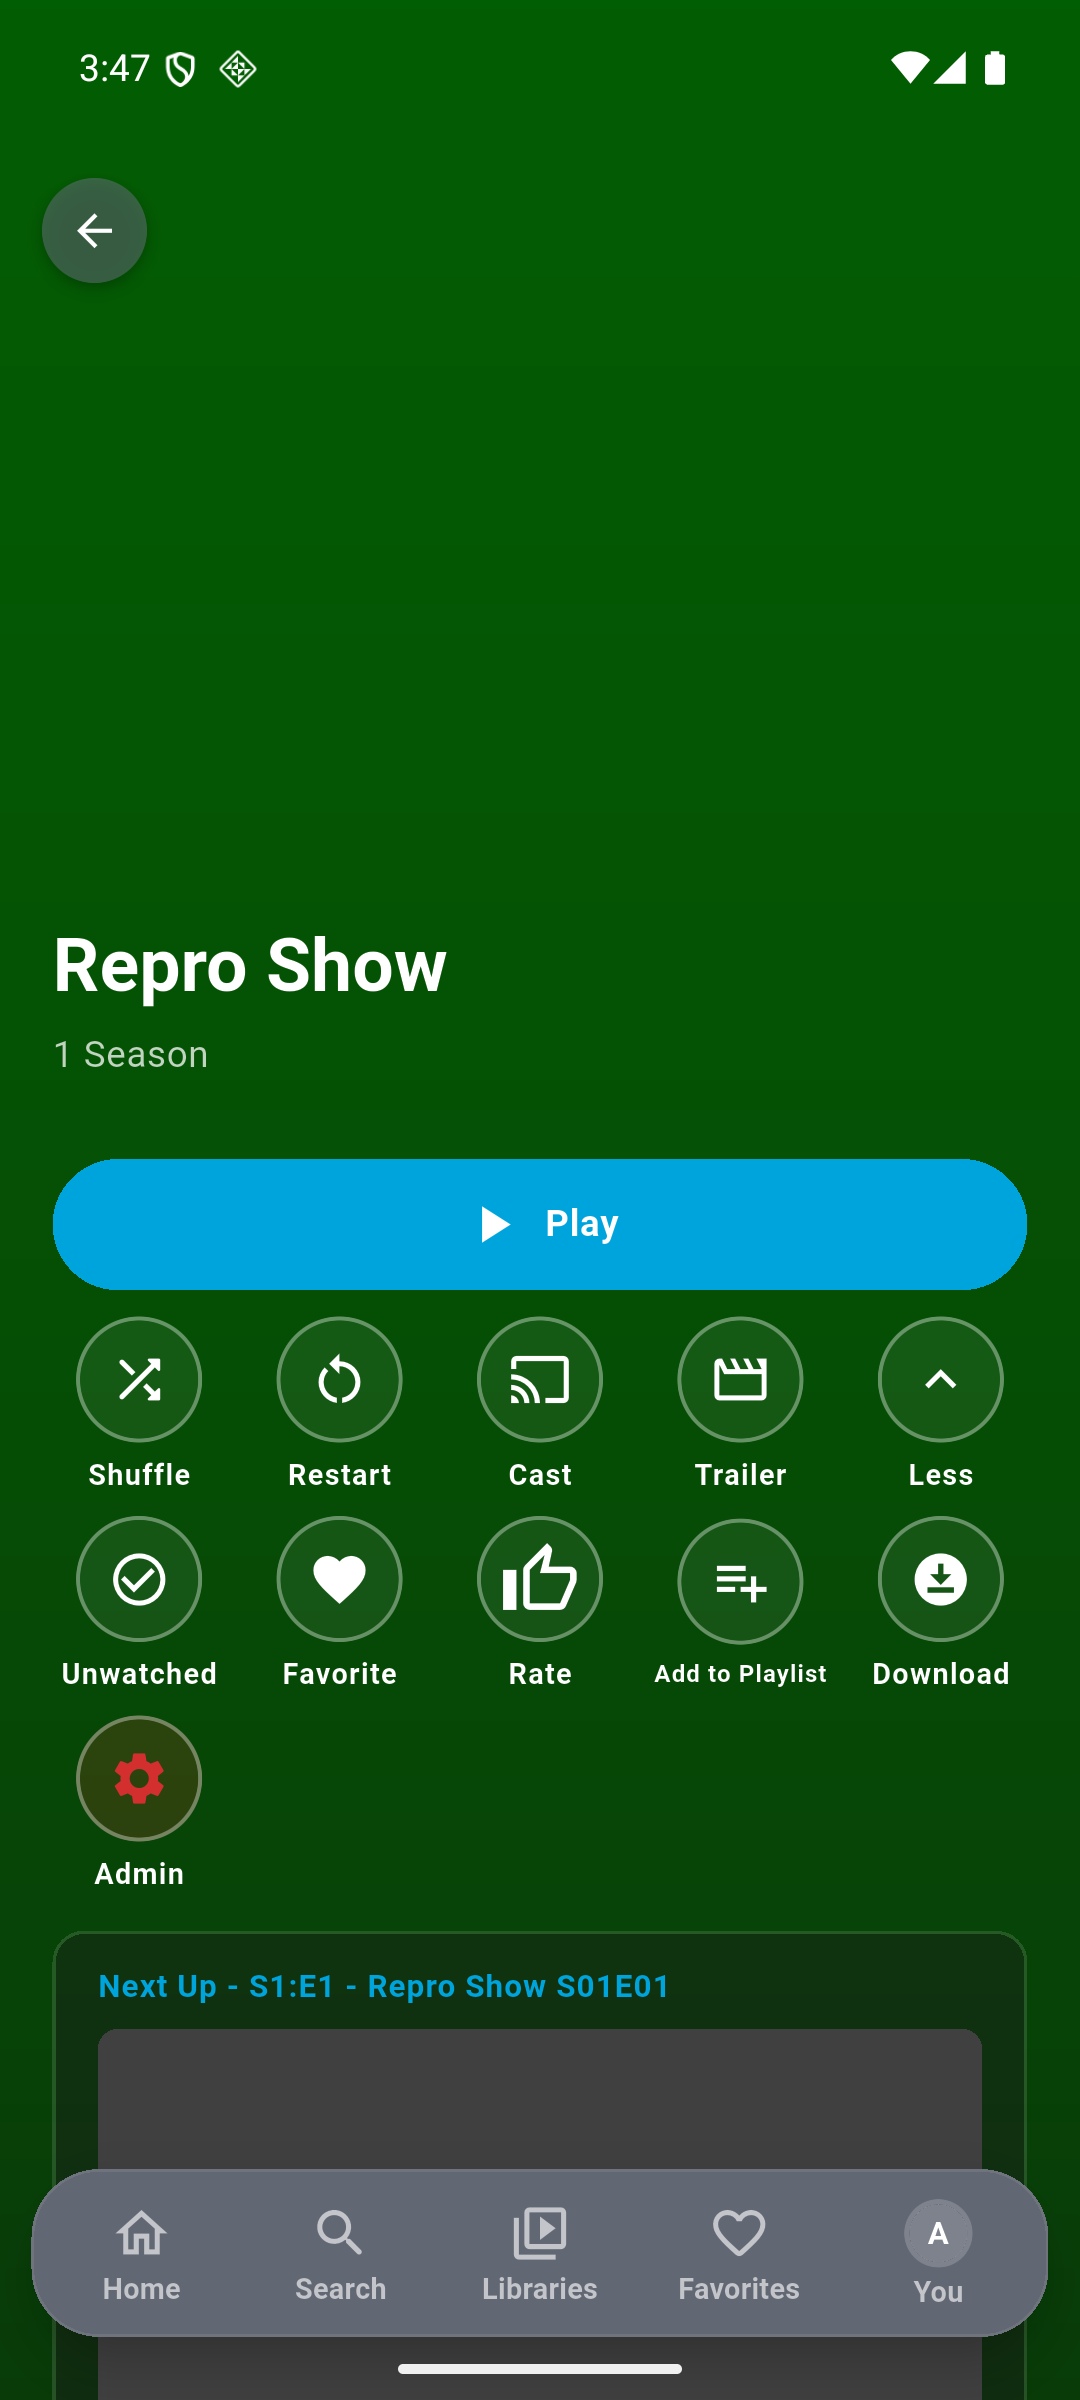 3:47
Repro Show
1 Season
Play
Shuffle Restart Cast Trailer Less
Unwatched Favorite Rate Add to Playlist Download
Admin
Next Up - S1:E1 - Repro Show S01E01
A
Home Search Libraries Favorites You